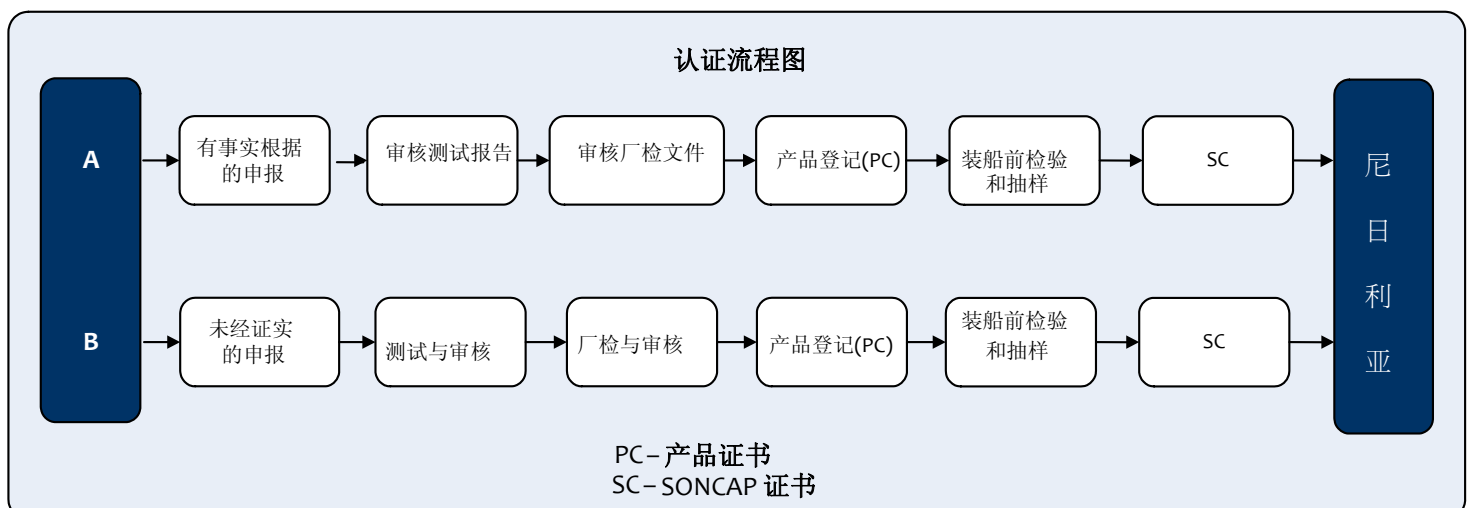 认证流程图
A
有事实根据
的申报
审核测试报告
审核厂检文件
产品登记(PC)
装船前检验
和抽样
SC
B
未经证实
的申报
测试与审核
厂检与审核
产品登记(PC)
装船前检验
和抽样
SC
尼
日
利
亚
PC–产品证书
SC–SONCAP 证书